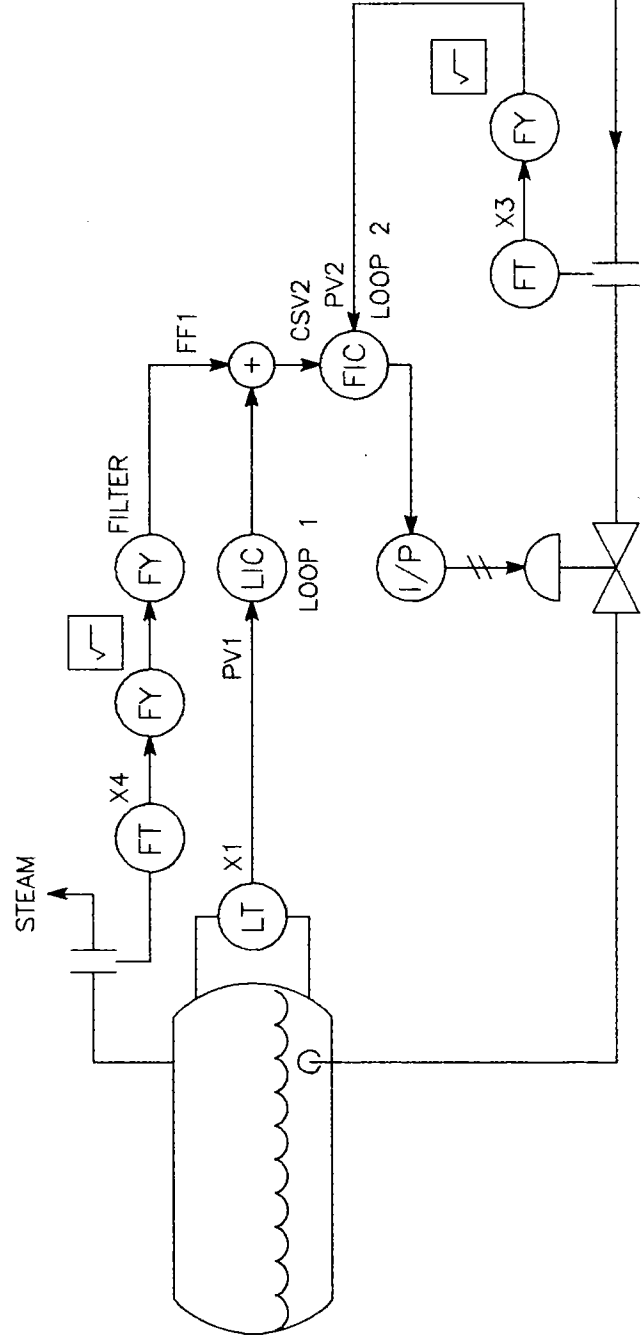 STEAM
FT
X4
FY
√
FY
FILTER
FF1
LT
X1
PV1
LIC
LOOP 1
+
CSV2
FIC
PV2
LOOP 2
I/P
FT
X3
FY
√